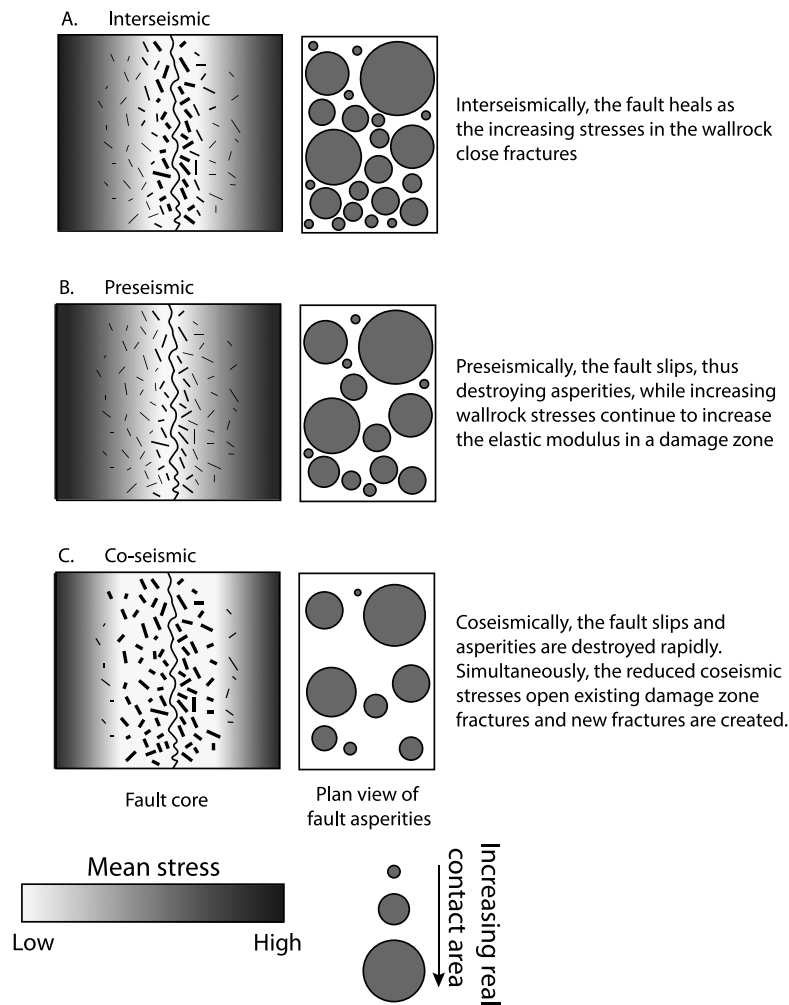 A. Interseismic
Interseismically, the fault heals as
the increasing stresses in the wallrock
close fractures
B. Preseismic
Preseismically, the fault slips, thus
destroying asperities, while increasing
wallrock stresses continue to increase
the elastic modulus in a damage zone
C. Co-seismic
Coseismically, the fault slips and
asperities are destroyed rapidly.
Simultaneously, the reduced coseismic
stresses open existing damage zone
fractures and new fractures are created.
Fault core
Plan view of
fault asperities
Mean stress
Low
High
Increasing real
contact area